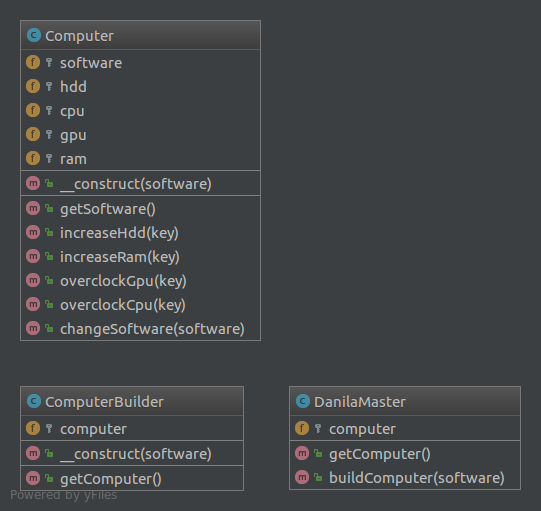 Computer
software
hdd
cpu
gpu
ram
__construct(software)
getSoftware()
increaseHdd(key)
increaseRam(key)
overclockGpu(key)
overclockCpu(key)
changeSoftware(software)
ComputerBuilder
computer
__construct(software)
getComputer()
DanilaMaster
computer
getComputer()
buildComputer(software)
Powered by yFiles